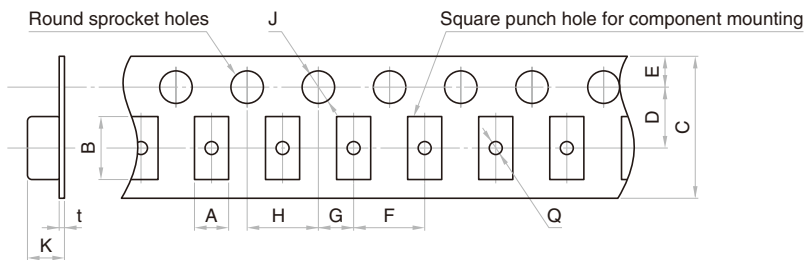 Round sprocket holes
J
Square punch hole for component mounting
E
D
C
B
t
A
H
G
F
Q
K